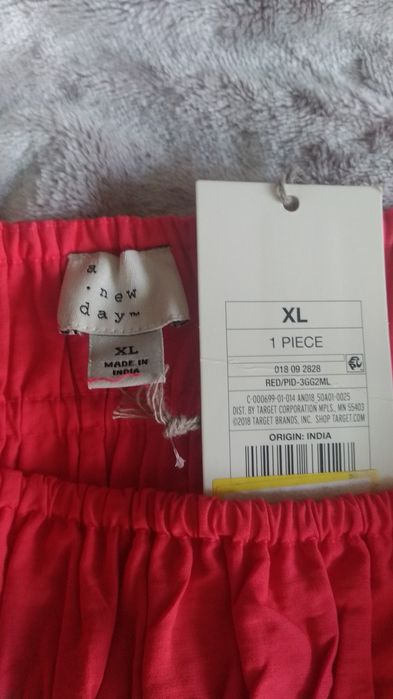 a
new
day™
XL
MADE IN
INDIA
XL
1 PIECE
018 09 2828
RED/PID-3GG2ML
C-000699-01-014 AN018_50A01-0025
DIST. BY TARGET CORPORATION MPLS., MN 55403
©2018 TARGET BRANDS, INC. SHOP TARGET.COM
ORIGIN: INDIA